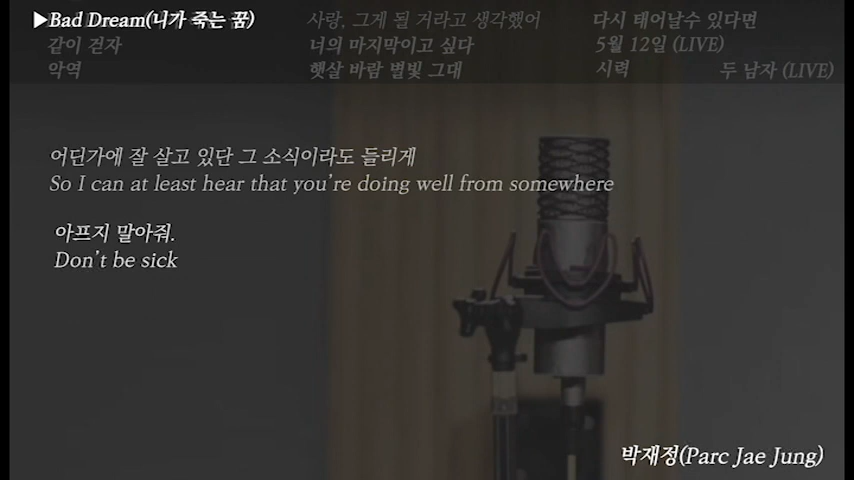 ▶Bad Dream(니가 죽는 꿈)
사랑, 그게 될 거라고 생각했어
다시 태어날수 있다면
같이 걷자
너의 마지막이고 싶다
5월 12일 (LIVE)
악역
햇살 바람 별빛 그대
시력
두 남자 (LIVE)
어딘가에 잘 살고 있단 그 소식이라도 들리게
So I can at least hear that you're doing well from somewhere
아프지 말아줘.
Don't be sick
박재정(Parc Jae Jung)